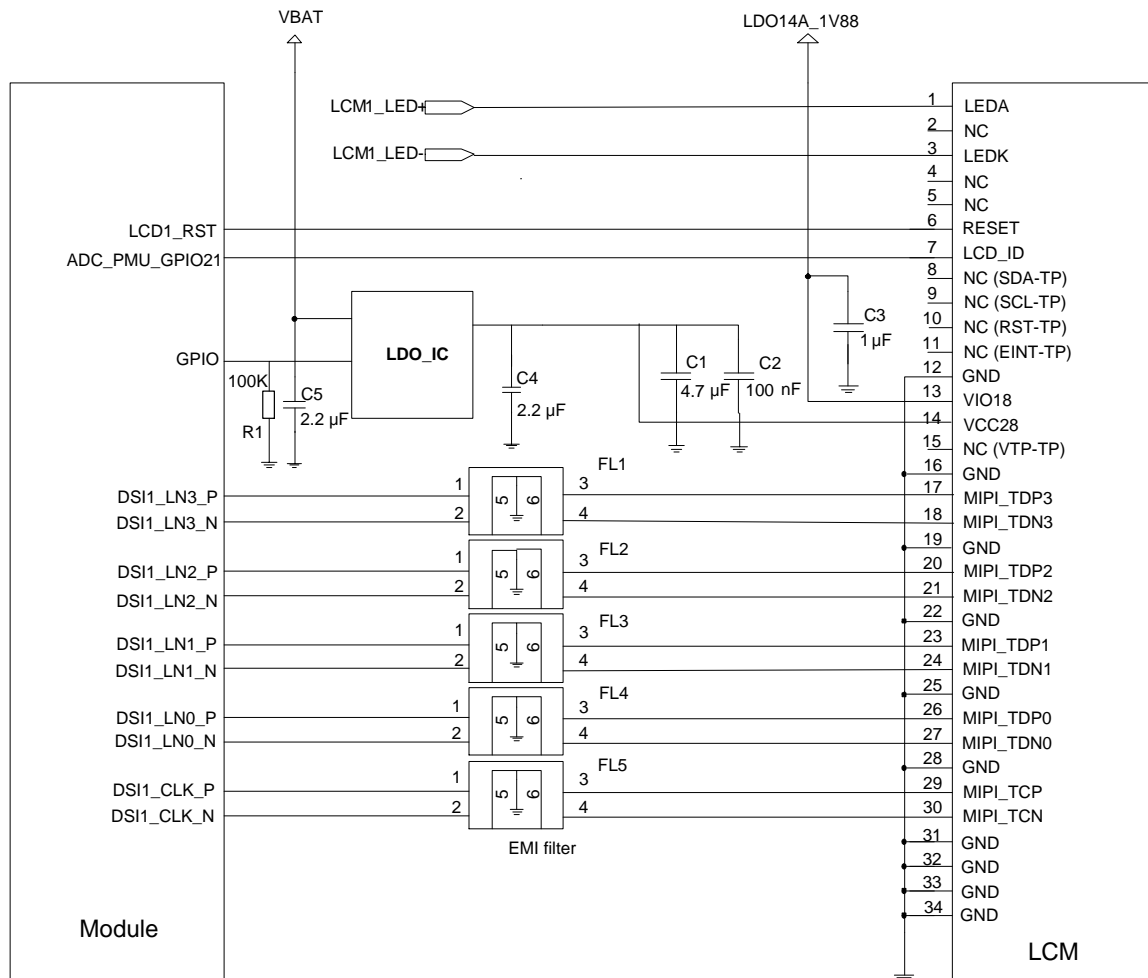 VBAT
LDO14A_1V88
LCM1_LED+
1
LEDA
2
NC
LCM1_LED-
3
LEDK
4
NC
5
NC
LCD1_RST
6
RESET
ADC_PMU_GPIO21
7
LCD_ID
8
NC (SDA-TP)
9
NC (SCL-TP)
10
NC (RST-TP)
11
NC (EINT-TP)
C3
1 µF
GPIO
LDO_IC
100K
R1
C5
2.2 µF
C4
2.2 µF
C1
4.7 µF
C2
100 nF
12
GND
13
VIO18
14
VCC28
15
NC (VTP-TP)
16
GND
FL1
DSI1_LN3_P
1
5
6
3
17
MIPI_TDP3
DSI1_LN3_N
2
4
18
MIPI_TDN3
19
GND
FL2
DSI1_LN2_P
1
5
6
3
20
MIPI_TDP2
DSI1_LN2_N
2
4
21
MIPI_TDN2
22
GND
FL3
DSI1_LN1_P
1
5
6
3
23
MIPI_TDP1
DSI1_LN1_N
2
4
24
MIPI_TDN1
25
GND
FL4
DSI1_LN0_P
1
5
6
3
26
MIPI_TDP0
DSI1_LN0_N
2
4
27
MIPI_TDN0
28
GND
FL5
DSI1_CLK_P
1
5
6
3
29
MIPI_TCP
DSI1_CLK_N
2
4
30
MIPI_TCN
EMI filter
31
GND
32
GND
33
GND
34
GND
Module
LCM